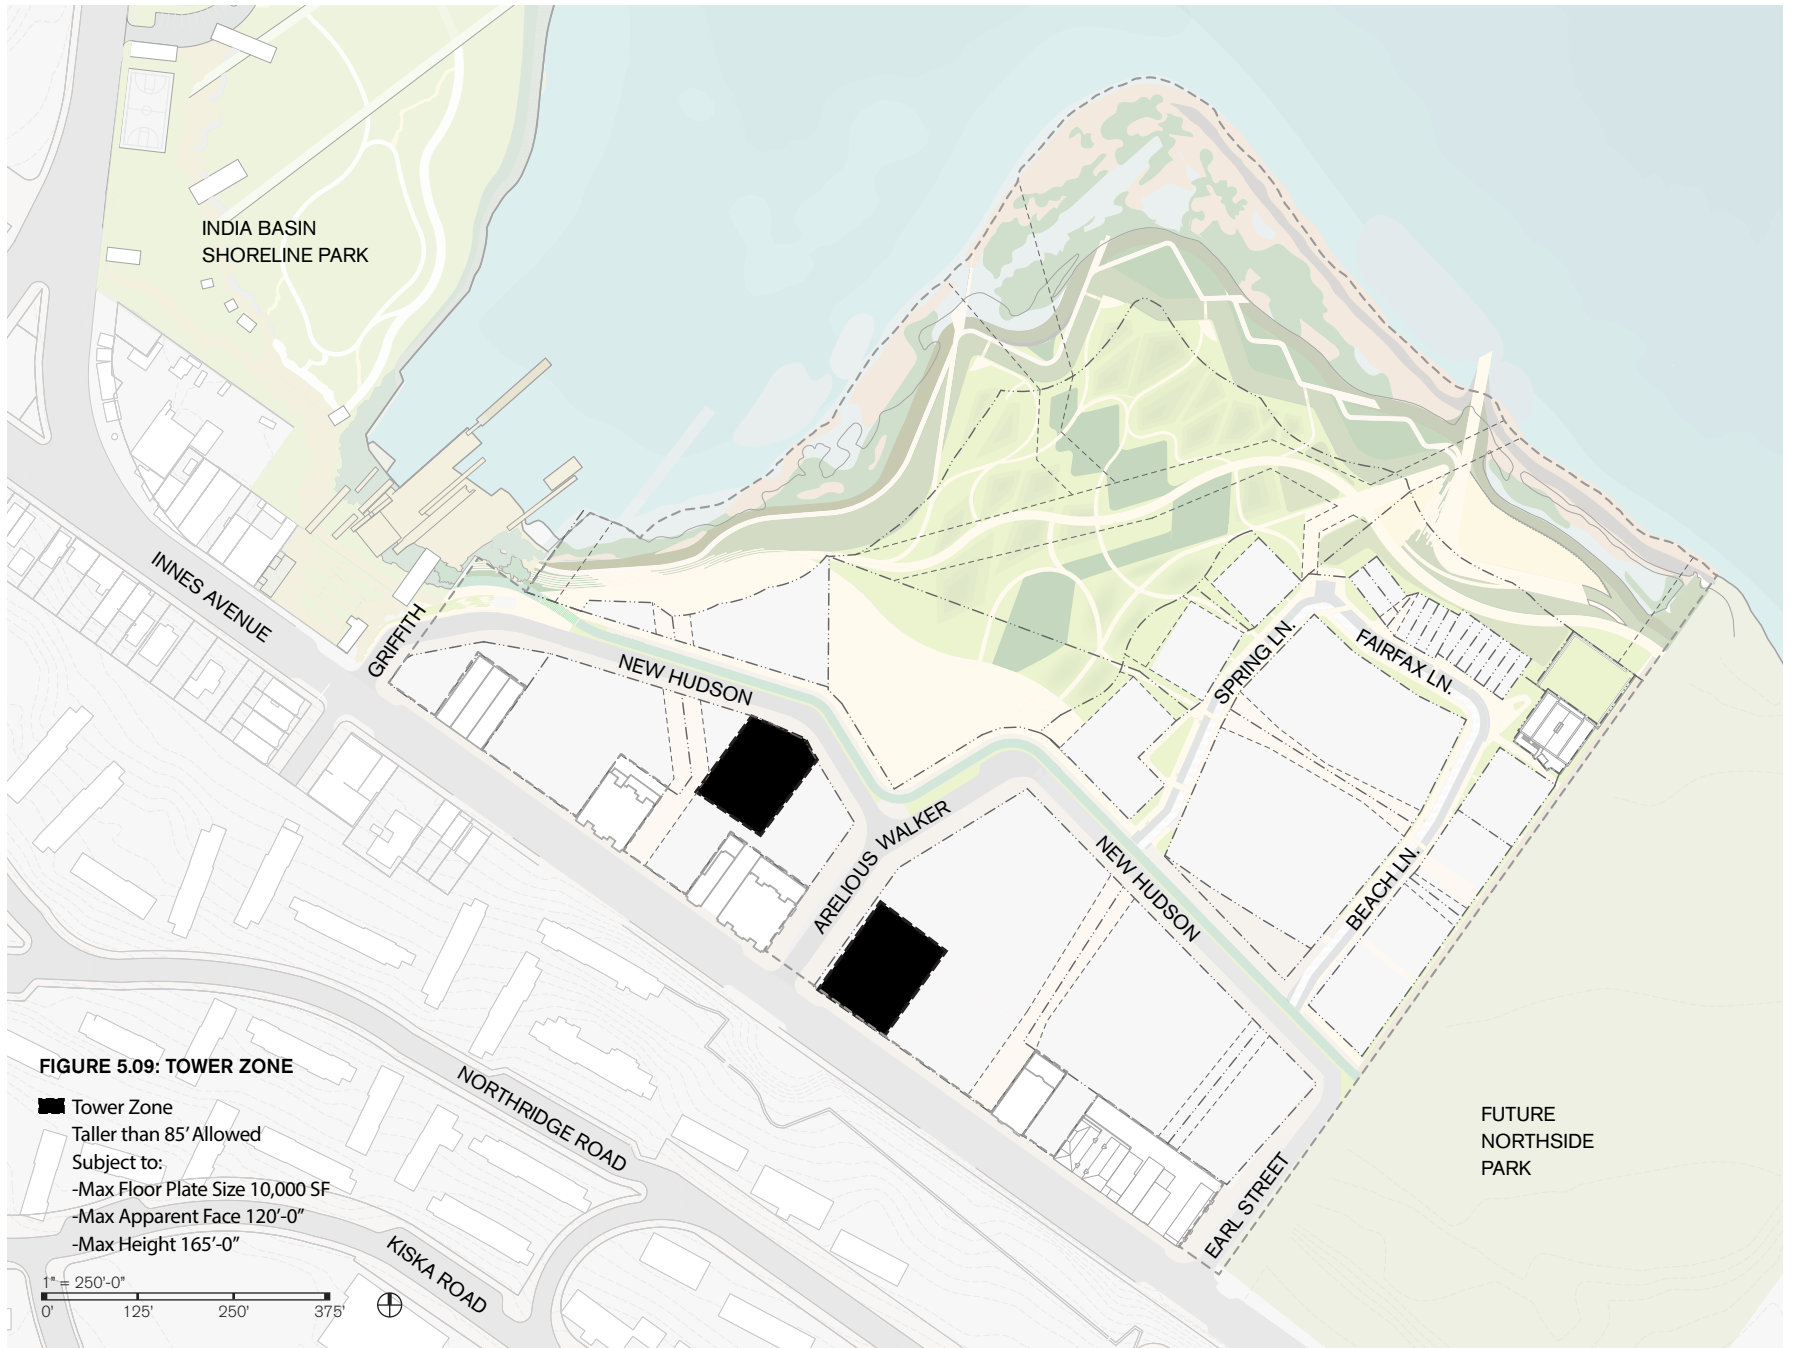 INDIA BASIN
SHORELINE PARK
INNES AVENUE
GRIFFITH
NEW HUDSON
SPRING LN.
FAIRFAX LN.
ARELIOUS WALKER
NEW HUDSON
BEACH LN.
EARL STREET
FUTURE
NORTHSIDE
PARK
NORTHRIDGE ROAD
KISKA ROAD
FIGURE 5.09: TOWER ZONE
Tower Zone
Taller than 85’ Allowed
Subject to:
-Max Floor Plate Size 10,000 SF
-Max Apparent Face 120’-0”
-Max Height 165’-0”
1" = 250'-0"
0' 125' 250' 375'